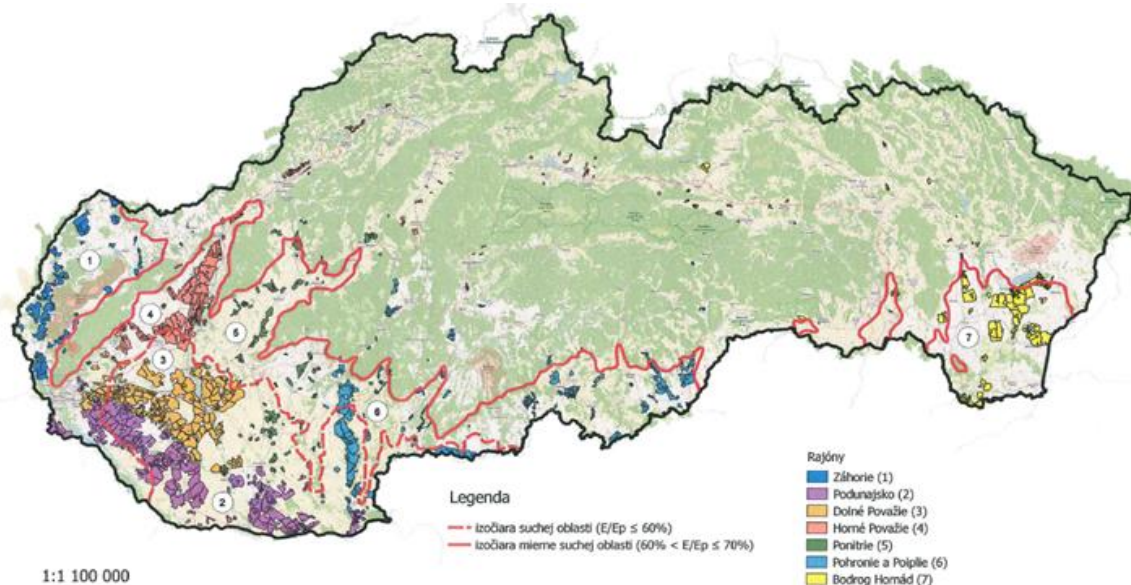 1
4
3
5
6
2
7
Legenda
izočiara suchej oblasti (E/Ep ≤ 60%)
izočiara mierne suchej oblasti (60% < E/Ep ≤ 70%)
1:1 100 000
Rajóny
Záhorie (1)
Podunajsko (2)
Dolné Považie (3)
Horné Považie (4)
Ponitrie (5)
Pohronie a Poiplie (6)
Bodrog Hornád (7)